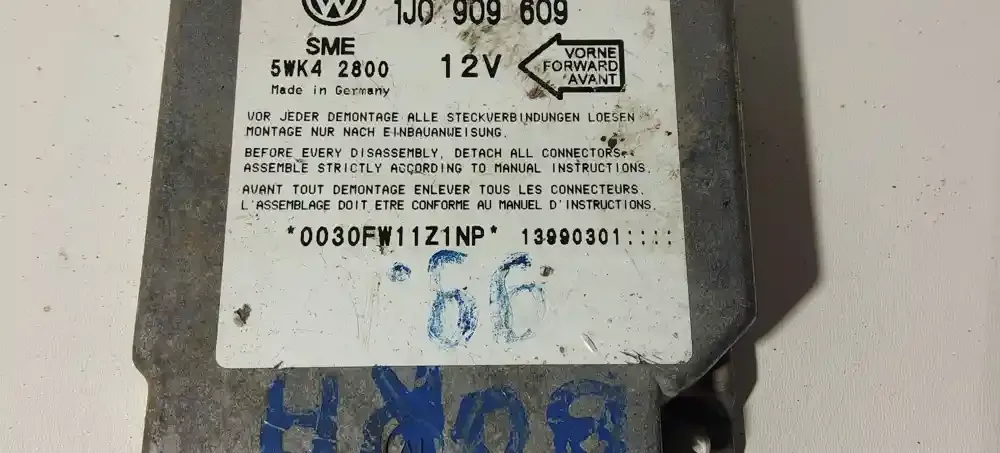 1J0 909 609
SME
5WK4 2800
12V
VORNE
FORWARD
AVANT
Made in Germany
VOR JEDER DEMONTAGE ALLE STECKVERBINDUNGEN LOESEN
MONTAGE NUR NACH EINBAUANWEISUNG.
BEFORE EVERY DISASSEMBLY, DETACH ALL CONNECTORS.
ASSEMBLE STRICTLY ACCORDING TO MANUAL INSTRUCTIONS.
AVANT TOUT DEMONTAGE ENLEVER TOUS LES CONNECTEURS.
L'ASSEMBLAGE DOIT ETRE CONFORME AU MANUEL D'INSTRUCTIONS.
*0030FW11Z1NP* 13990301::::